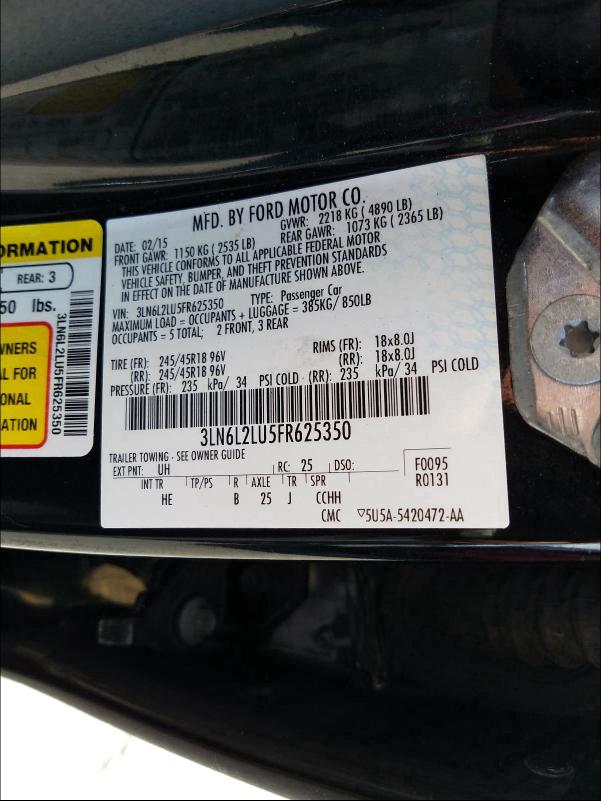 MFD. BY FORD MOTOR CO.
DATE: 02/15 GVWR: 2218 KG ( 4890 LB)
FRONT GAWR: 1150 KG ( 2535 LB) REAR GAWR: 1073 KG ( 2365 LB)
THIS VEHICLE CONFORMS TO ALL APPLICABLE FEDERAL MOTOR
VEHICLE SAFETY, BUMPER, AND THEFT PREVENTION STANDARDS
IN EFFECT ON THE DATE OF MANUFACTURE SHOWN ABOVE.
VIN: 3LN6L2LU5FR625350 TYPE: Passenger Car
MAXIMUM LOAD = OCCUPANTS + LUGGAGE = 385KG/ 850LB
OCCUPANTS = 5 TOTAL; 2 FRONT, 3 REAR
TIRE (FR): 245/45R18 96V RIMS (FR): 18x8.0J
(RR): 245/45R18 96V (RR): 18x8.0J
PRESSURE (FR): 235 kPa/ 34 PSI COLD (RR): 235 kPa/ 34 PSI COLD
3LN6L2LU5FR625350
TRAILER TOWING - SEE OWNER GUIDE
EXT PNT: UH RC: 25 DSO:
F0095
R0131
INT TR TP/PS R AXLE TR SPR
HE B 25 J CCHH
CMC ▽5U5A-5420472-AA
FORMATION
REAR: 3
50 lbs.
WNERS
AL FOR
ONAL
ATION
3LN6L2LU5FR625350